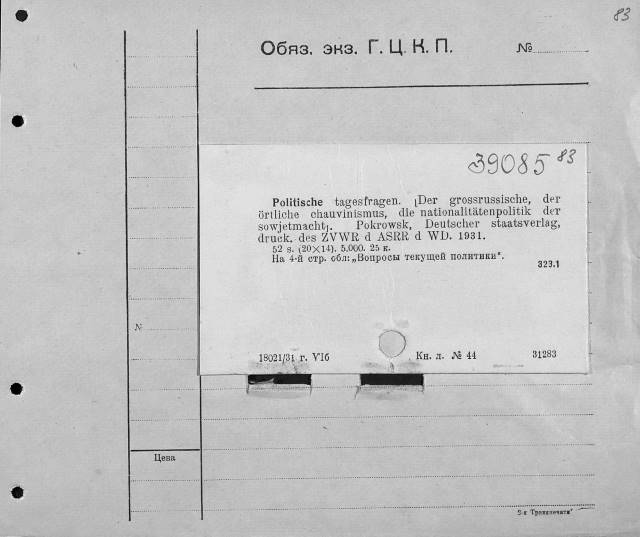 83
Обяз. экз. Г. Ц. К. П. №
39085 83
Politische tagesfragen. [Der grossrussische, der
örtliche chauvinismus, die nationalitätenpolitik der
sowjetmacht]. Pokrowsk, Deutscher staatsverlag,
druck. des ZVWR d ASRR d WD. 1931.
52 s. (20×14). 5.000. 25 к.
На 4-й стр. обл: „Вопросы текущей политики".
323.1
N
18021/31 г. VIб Кн. л. № 44 31283
Цена